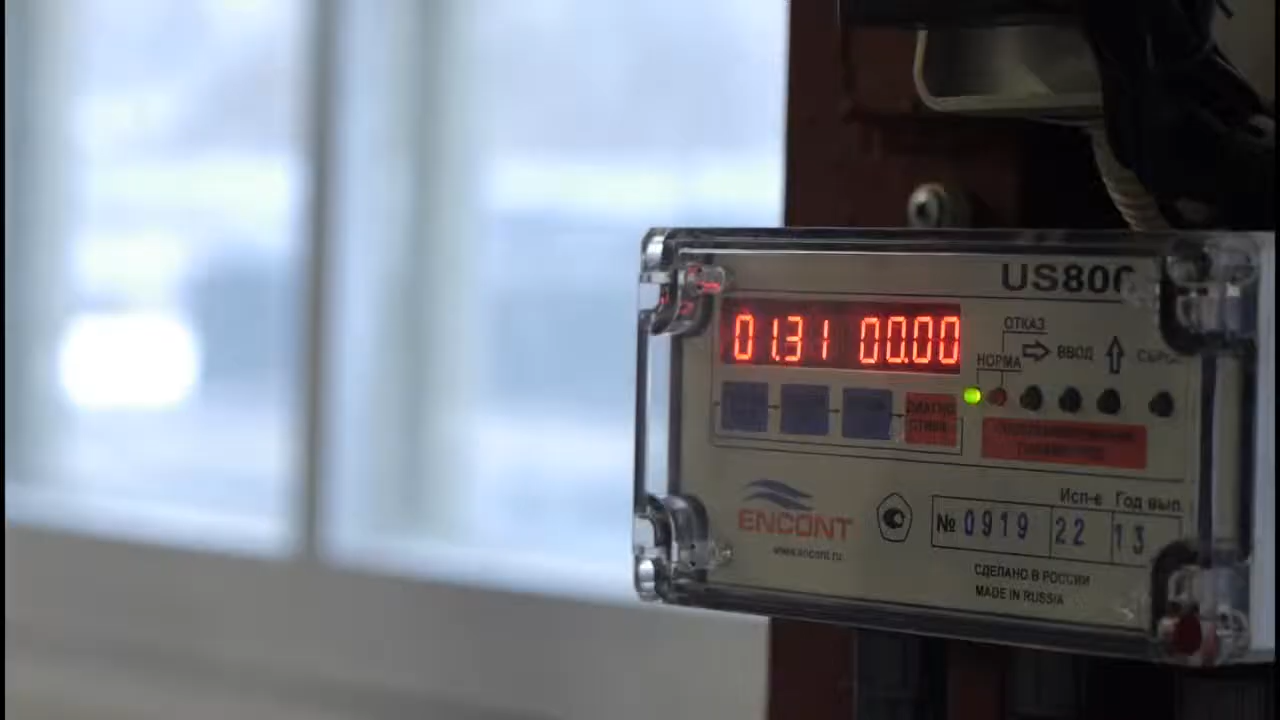 US800
01.31 00.00
ОТКАЗ
НОРМА
ВВОД
СБРОС
ДИАГНО
СТИКА
ENCONT
www.encont.ru
Исп-е Год вып.
№ 0919 22 13
СДЕЛАНО В РОССИИ
MADE IN RUSSIA